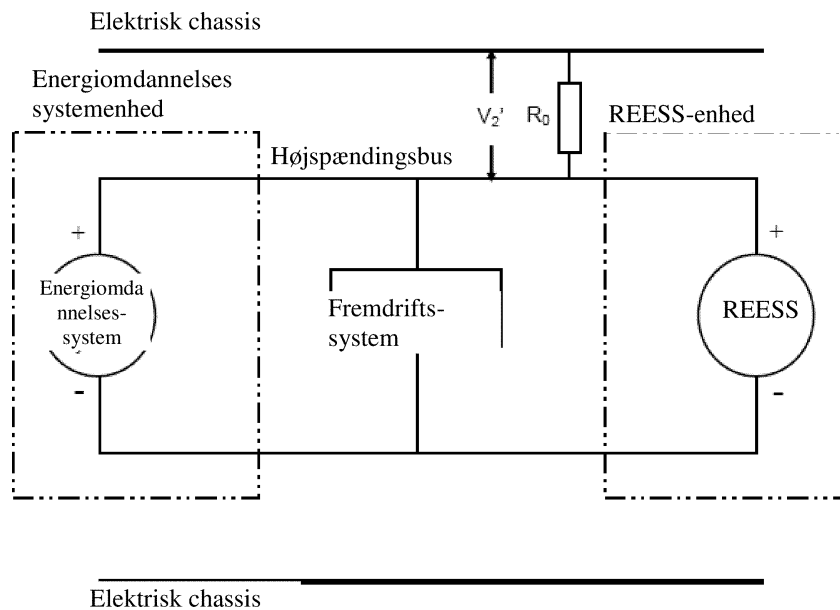 Elektrisk chassis
Energiomdannelses
systemenhed
V2'
R0
REESS-enhed
Højspændingsbus
+
+
Energiomda
nnelses-
system
Fremdrifts-
system
REESS
-
-
Elektrisk chassis